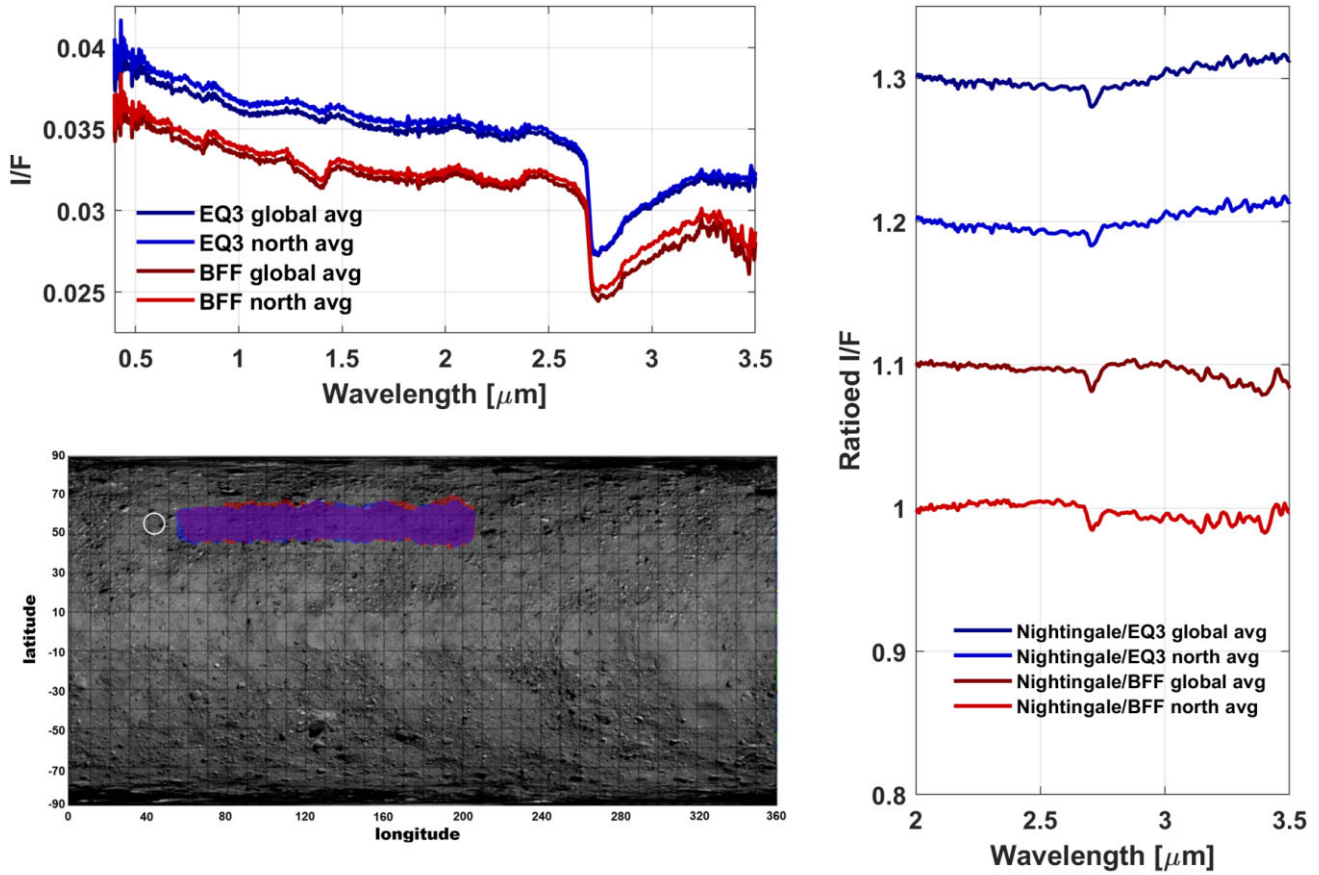 0.04
0.035
0.03
0.025
I/F
EQ3 global avg
EQ3 north avg
BFF global avg
BFF north avg
0.5 1 1.5 2 2.5 3 3.5
Wavelength [μm]
90
70
50
30
10
-10
-30
-50
-70
-90
latitude
0 40 80 120 160 200 240 280 320 360
longitude
1.3
1.2
1.1
1
0.9
0.8
Ratioed I/F
Nightingale/EQ3 global avg
Nightingale/EQ3 north avg
Nightingale/BFF global avg
Nightingale/BFF north avg
2 2.5 3 3.5
Wavelength [μm]